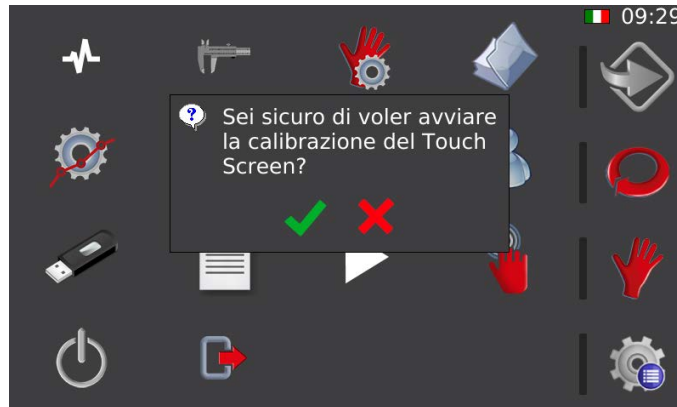 09:29
Sei sicuro di voler avviare
la calibrazione del Touch
Screen?